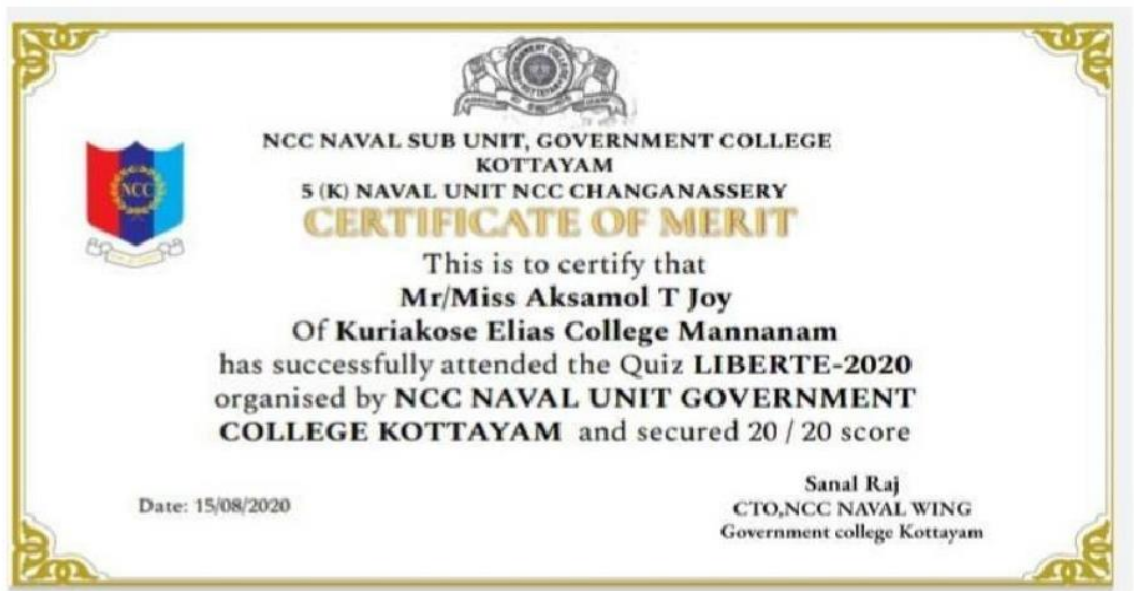 GOVERNMENT COLLEGE
KOTTAYAM
NCC NAVAL SUB UNIT, GOVERNMENT COLLEGE
KOTTAYAM
5 (K) NAVAL UNIT NCC CHANGANASSERY
NCC
CERTIFICATE OF MERIT
This is to certify that
Mr/Miss Aksamol T Joy
Of Kuriakose Elias College Mannanam
has successfully attended the Quiz LIBERTE-2020
organised by NCC NAVAL UNIT GOVERNMENT
COLLEGE KOTTAYAM and secured 20 / 20 score
Date: 15/08/2020
Sanal Raj
CTO,NCC NAVAL WING
Government college Kottayam